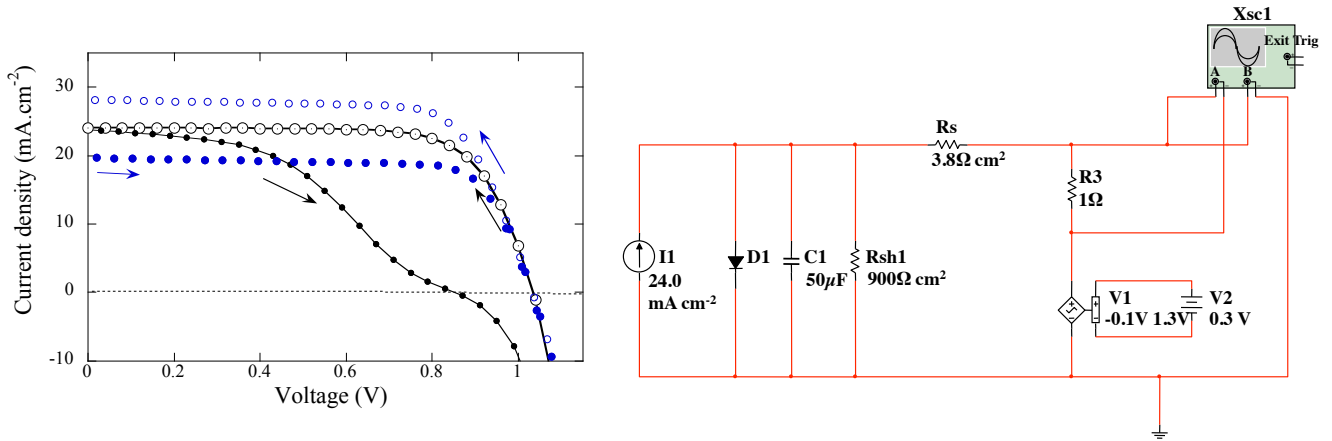 Current density (mA.cm-2)
30
20
10
0
-10
0
0.2
0.4
0.6
0.8
1
Voltage (V)
Xsc1
Exit Trig
A
B
Rs
3.8Ω cm²
R3
1Ω
I1
24.0
mA cm-2
D1
C1
50µF
Rsh1
900Ω cm²
V1
-0.1V 1.3V
V2
0.3 V